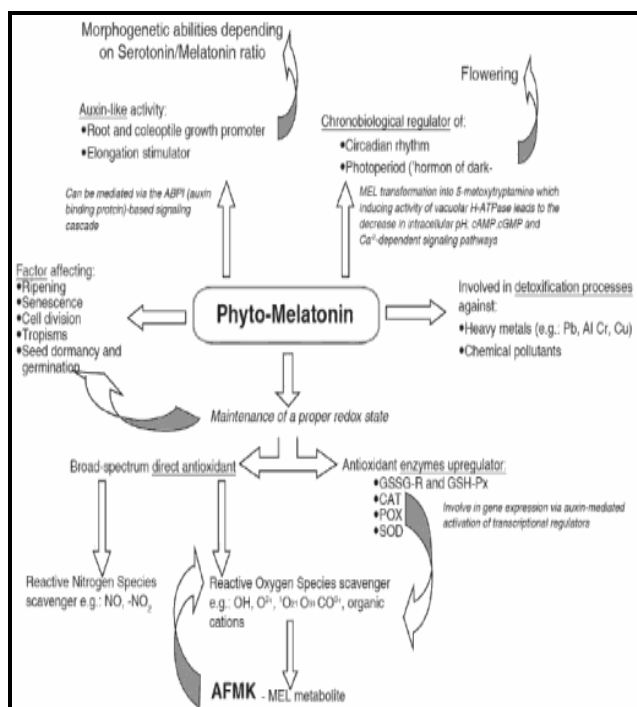 Morphogenetic abilities depending
on Serotonin/Melatonin ratio
Flowering
Auxin-like activity:
•Root and coleoptile growth promoter
•Elongation stimulator
Chronobiological regulator of:
•Circadian rhythm
•Photoperiod ('hormon of dark-
Can be mediated via the ABPI (auxin
binding protein)-based signaling
cascade
MEL transformation into 5-metoxytryptamine which
inducing activity of vacuolar H-ATPase leads to the
decrease in intracellular pH, cAMP,cGMP and
-dependent signaling pathways
Factor affecting:
•Ripening
•Senescence
•Cell division
•Tropisms
•Seed dormancy and
germination
Phyto-Melatonin
Involved in detoxification processes
against:
•Heavy metals (e.g.: Pb, Al Cr, Cu)
•Chemical pollutants
Maintenance of a proper redox state
Broad-spectrum direct antioxidant
Antioxidant enzymes upregulator:
•GSSG-R and GSH-Px
•CAT
•POX
•SOD
Involve in gene expression via auxin-mediated
activation of transcriptional regulators
Reactive Nitrogen Species
scavenger e.g.: NO, -NO₂
Reactive Oxygen Species scavenger
e.g.: OH, organic
cations
AFMK - MEL metabolite